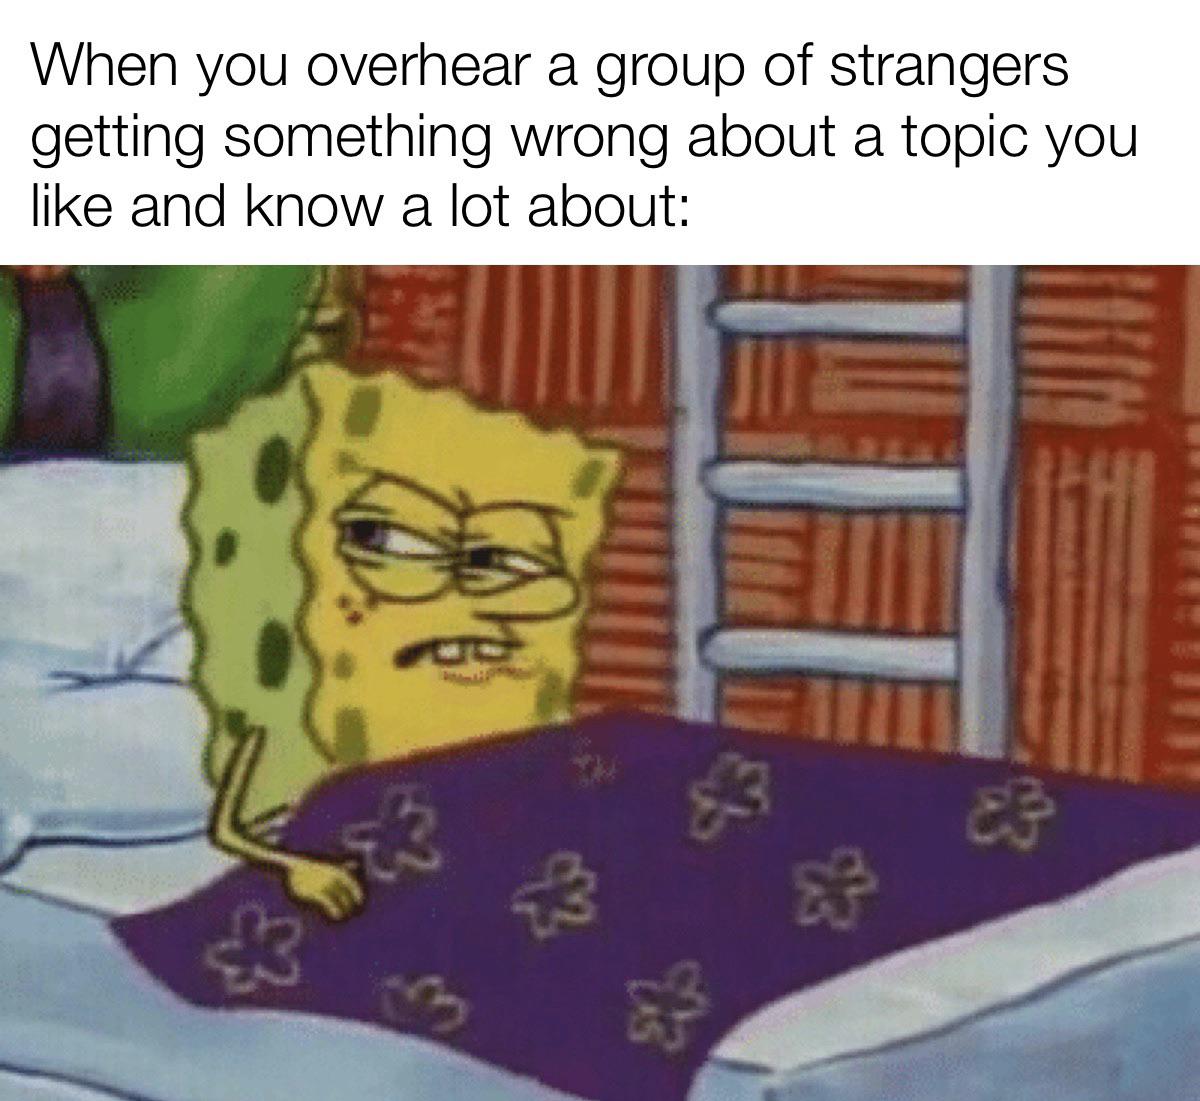 When you overhear a group of strangers
getting something wrong about a topic you
like and know a lot about: